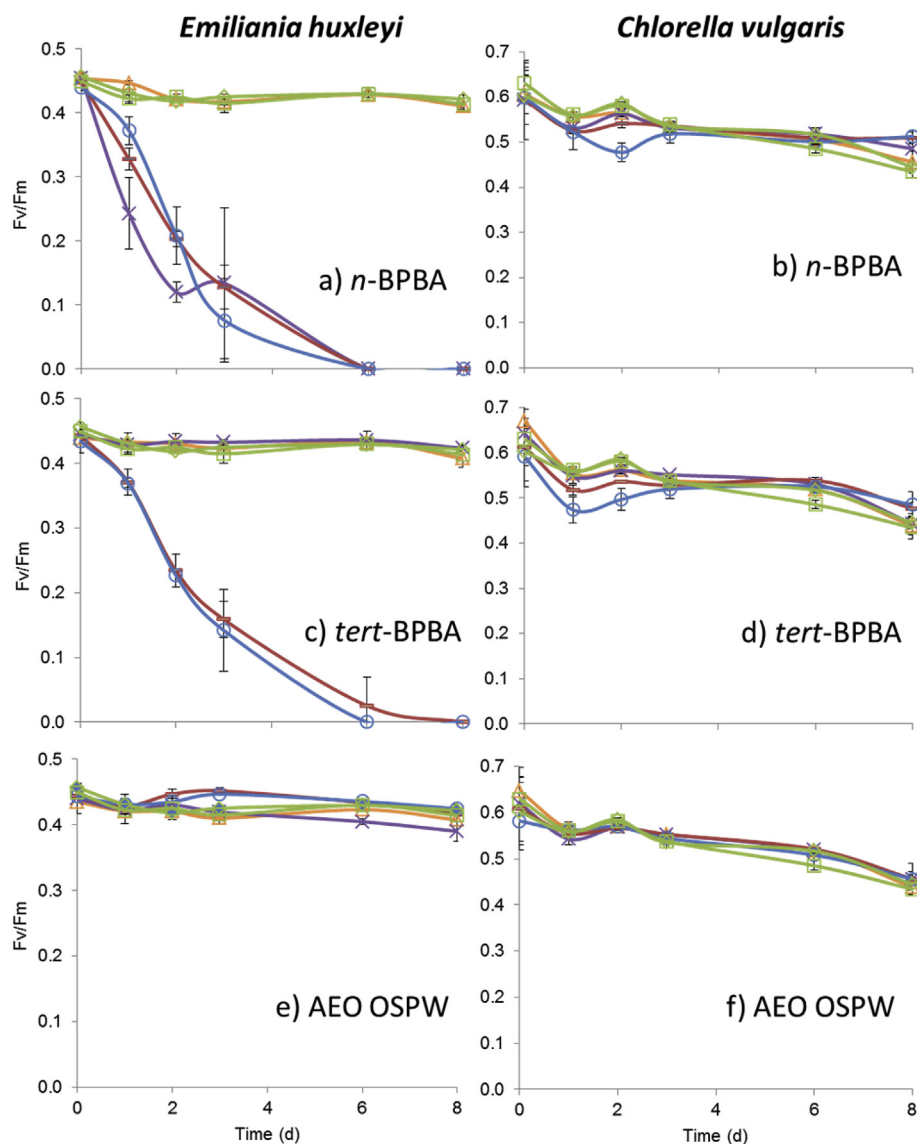 Emiliania huxleyi
Chlorella vulgaris
0.5
0.4
0.3
0.2
0.1
0.0
Fv/Fm
a) n-BPBA
0.7
0.6
0.5
0.4
0.3
0.2
0.1
0.0
b) n-BPBA
0.5
0.4
0.3
0.2
0.1
0.0
Fv/Fm
c) tert-BPBA
0.7
0.6
0.5
0.4
0.3
0.2
0.1
0.0
d) tert-BPBA
0.5
0.4
0.3
0.2
0.1
0.0
Fv/Fm
e) AEO OSPW
0 2 4 6 8
Time (d)
0.7
0.6
0.5
0.4
0.3
0.2
0.1
0.0
f) AEO OSPW
0 2 4 6 8
Time (d)